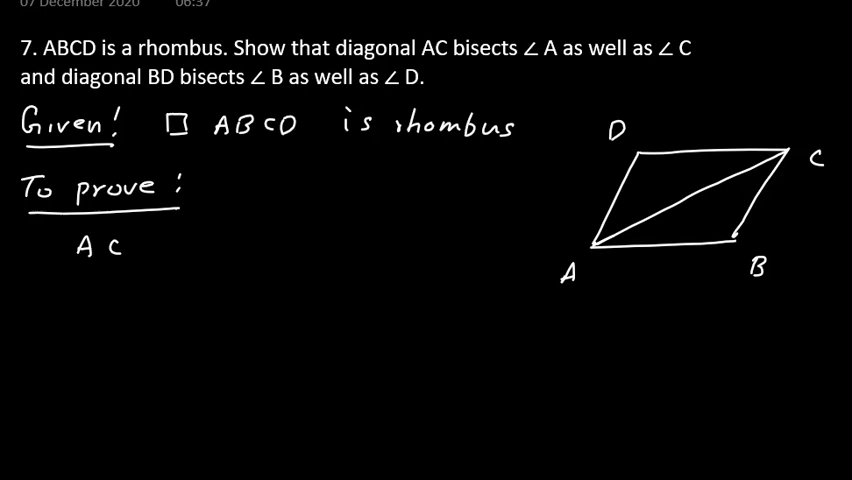 07 December 2020 06:37
7. ABCD is a rhombus. Show that diagonal AC bisects ∠ A as well as ∠ C
and diagonal BD bisects ∠ B as well as ∠ D.
Given! □ ABCD is rhombus
To prove :
AC
D
C
A
B